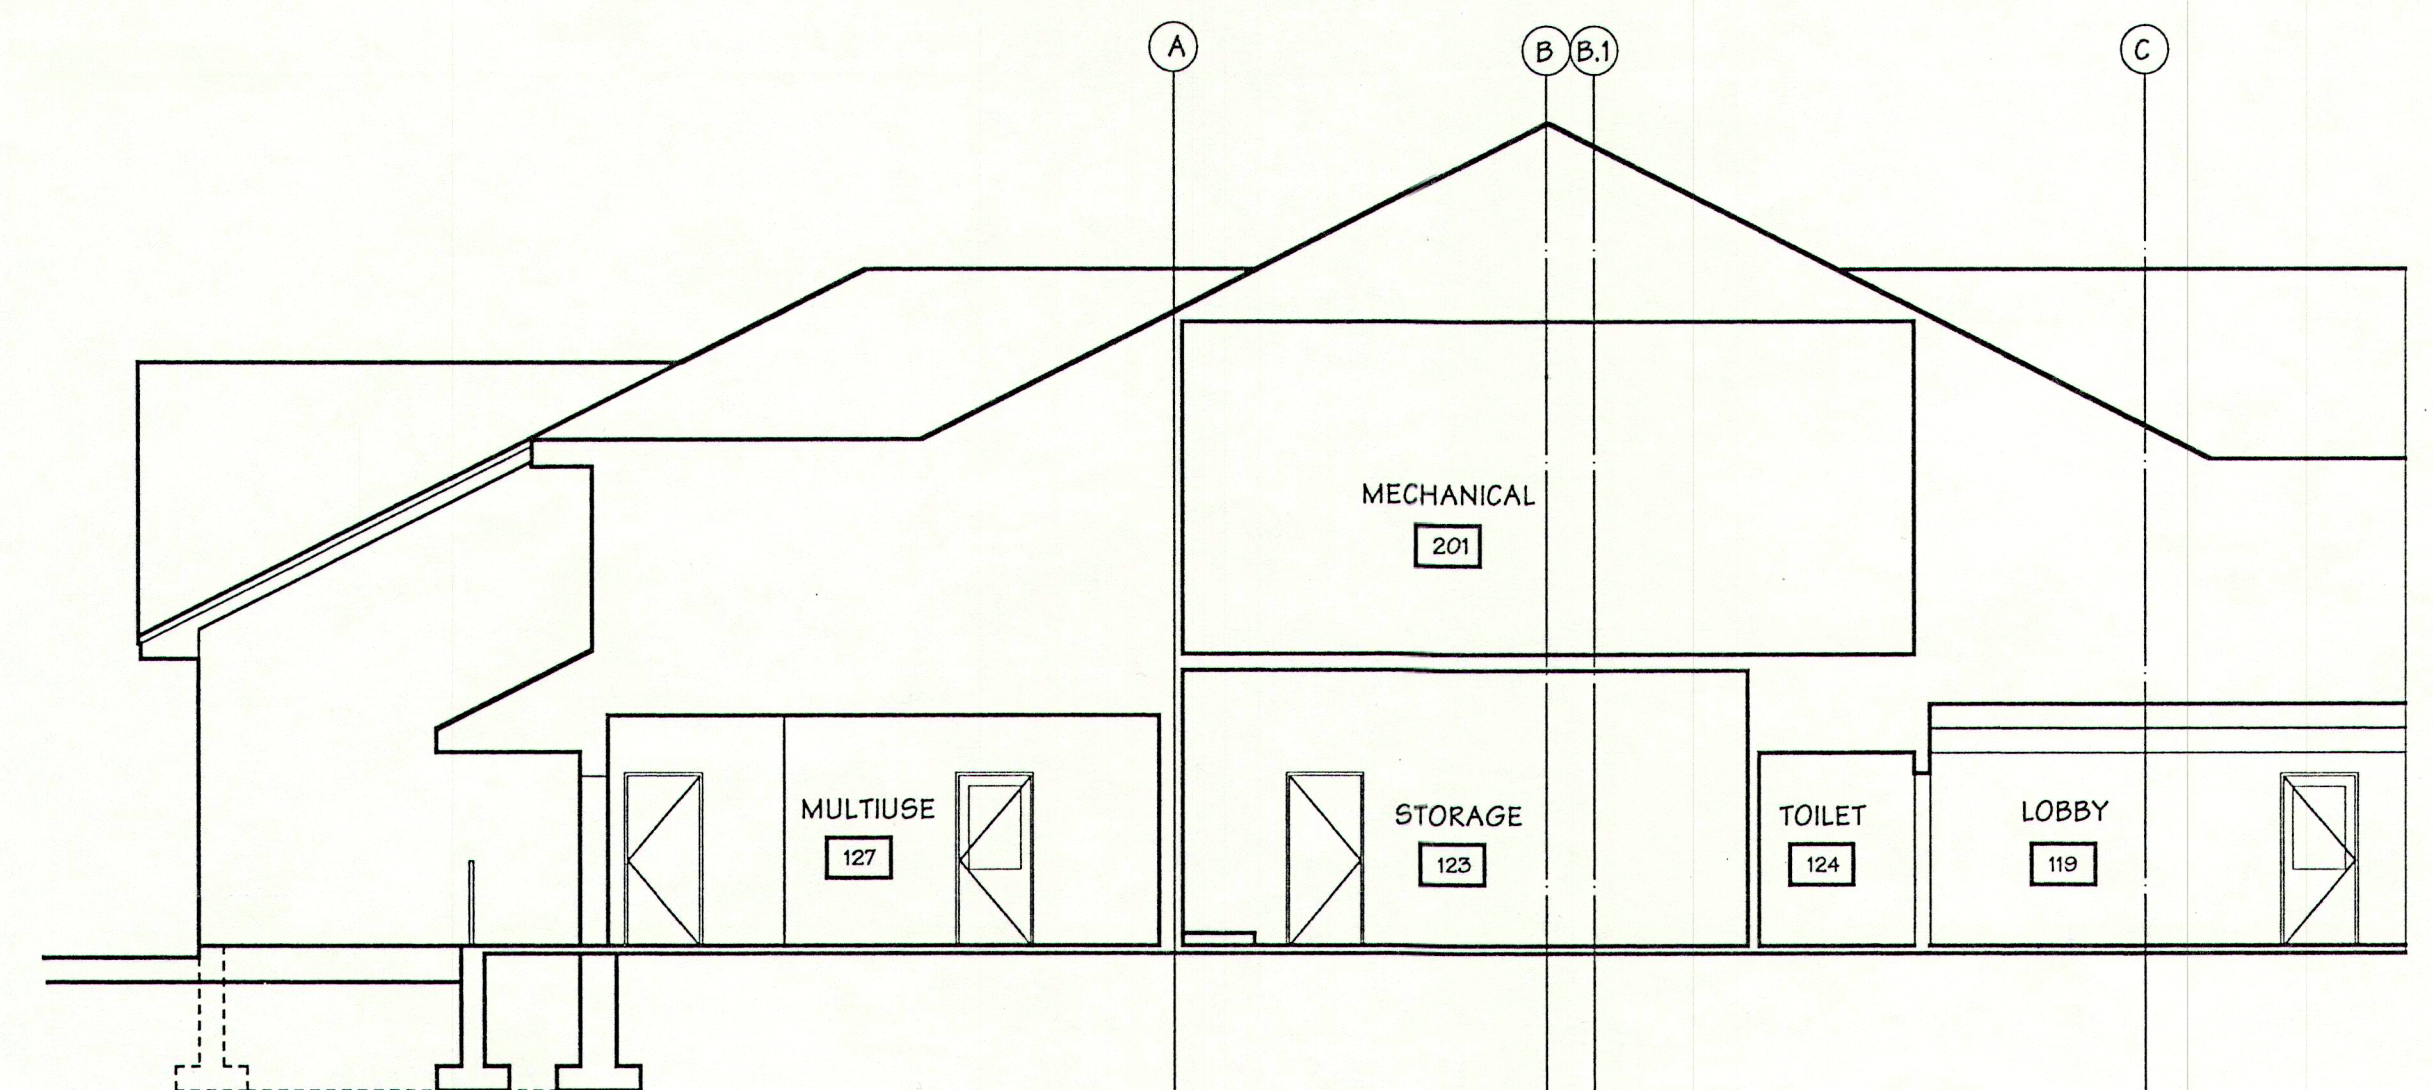 A
B
B.1
C
MECHANICAL
201
MULTIUSE
127
STORAGE
123
TOILET
124
LOBBY
119